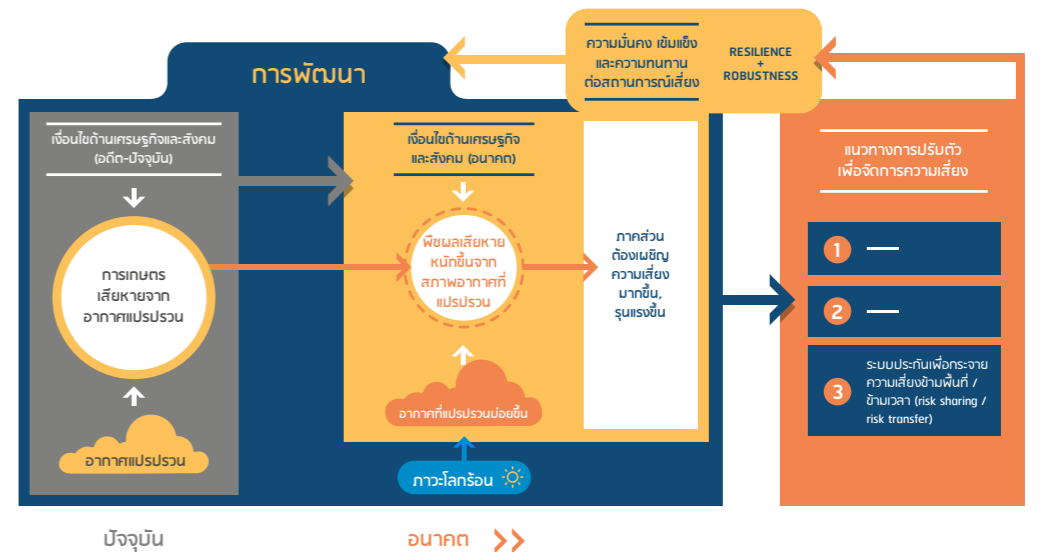 การพัฒนา
ความมั่นคง เข้มแข็ง
และความทนทาน
ต่อสถานการณ์เสี่ยง
RESILIENCE
+
ROBUSTNESS
เงื่อนไขด้านเศรษฐกิจและสังคม
(อดีต-ปัจจุบัน)
การเกษตร
เสียหายจาก
อากาศแปรปรวน
อากาศแปรปรวน
เงื่อนไขด้านเศรษฐกิจ
และสังคม (อนาคต)
พืชผลเสียหาย
หนักขึ้นจาก
สภาพอากาศที่
แปรปรวน
อากาศที่แปรปรวนบ่อยขึ้น
ภาวะโลกร้อน
ภาคส่วน
ต้องเผชิญ
ความเสี่ยง
มากขึ้น,
รุนแรงขึ้น
แนวทางการปรับตัว
เพื่อจัดการความเสี่ยง
1 —
2 —
3
ระบบประกันเพื่อกระจาย
ความเสี่ยงข้ามพื้นที่ /
ข้ามเวลา (risk sharing /
risk transfer)
ปัจจุบัน
อนาคต